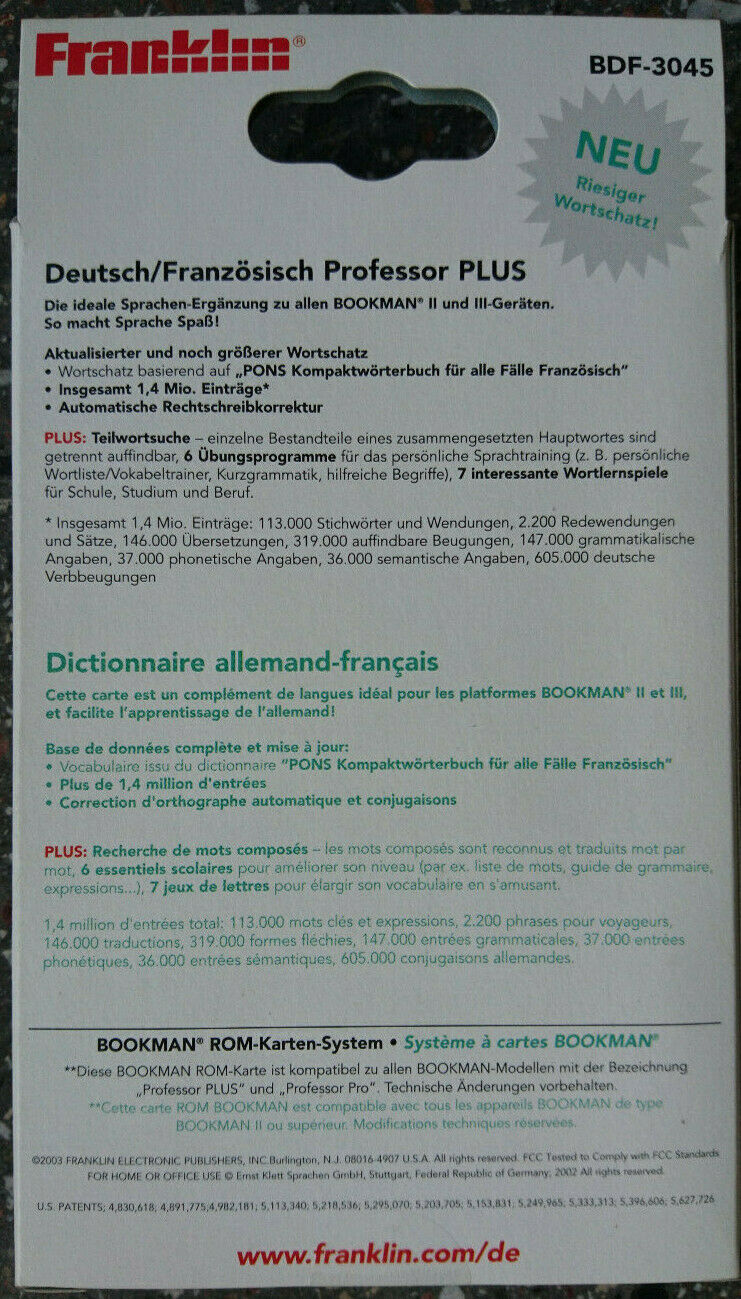 Franklin®
BDF-3045
NEU
Riesiger
Wortschatz!
Deutsch/Französisch Professor PLUS
Die ideale Sprachen-Ergänzung zu allen BOOKMAN® II und III-Geräten.
So macht Sprache Spaß!
Aktualisierter und noch größerer Wortschatz
• Wortschatz basierend auf „PONS Kompaktwörterbuch für alle Fälle Französisch"
• Insgesamt 1,4 Mio. Einträge*
• Automatische Rechtschreibkorrektur
PLUS: Teilwortsuche – einzelne Bestandteile eines zusammengesetzten Hauptwortes sind
getrennt auffindbar, 6 Übungsprogramme für das persönliche Sprachtraining (z. B. persönliche
Wortliste/Vokabeltrainer, Kurzgrammatik, hilfreiche Begriffe), 7 interessante Wortlernspiele
für Schule, Studium und Beruf.
* Insgesamt 1,4 Mio. Einträge: 113.000 Stichwörter und Wendungen, 2.200 Redewendungen
und Sätze, 146.000 Übersetzungen, 319.000 auffindbare Beugungen, 147.000 grammatikalische
Angaben, 37.000 phonetische Angaben, 36.000 semantische Angaben, 605.000 deutsche
Verbbeugungen
Dictionnaire allemand-français
Cette carte est un complément de langues idéal pour les platformes BOOKMAN® II et III,
et facilite l'apprentissage de l'allemand!
Base de données complète et mise à jour:
• Vocabulaire issu du dictionnaire "PONS Kompaktwörterbuch für alle Fälle Französisch"
• Plus de 1,4 million d'entrées
• Correction d'orthographe automatique et conjugaisons
PLUS: Recherche de mots composés – les mots composés sont reconnus et traduits mot par
mot, 6 essentiels scolaires pour améliorer son niveau (par ex. liste de mots, guide de grammaire,
expressions...), 7 jeux de lettres pour élargir son vocabulaire en s'amusant.
1,4 million d'entrées total: 113.000 mots clés et expressions, 2.200 phrases pour voyageurs,
146.000 traductions, 319.000 formes fléchies, 147.000 entrées grammaticales, 37.000 entrées
phonétiques, 36.000 entrées sémantiques, 605.000 conjugaisons allemandes.
BOOKMAN® ROM-Karten-System • Système à cartes BOOKMAN®
**Diese BOOKMAN ROM-Karte ist kompatibel zu allen BOOKMAN-Modellen mit der Bezeichnung
„Professor PLUS" und „Professor Pro". Technische Änderungen vorbehalten.
**Cette carte ROM BOOKMAN est compatible avec tous les appareils BOOKMAN de type
BOOKMAN II ou supérieur. Modifications techniques réservées.
©2003 FRANKLIN ELECTRONIC PUBLISHERS, INC.Burlington, N.J. 08016-4907 U.S.A. All rights reserved. FCC Tested to Comply with FCC Standards
FOR HOME OR OFFICE USE © Ernst Klett Sprachen GmbH, Stuttgart, Federal Republic of Germany; 2002 All rights reserved.
U.S. PATENTS; 4,830,618; 4,891,775,4,982,181; 5,113,340; 5,218,536; 5,295,070; 5,203,705; 5,153,831; 5,249,965; 5,333,313; 5,396,606; 5,627,726
www.franklin.com/de